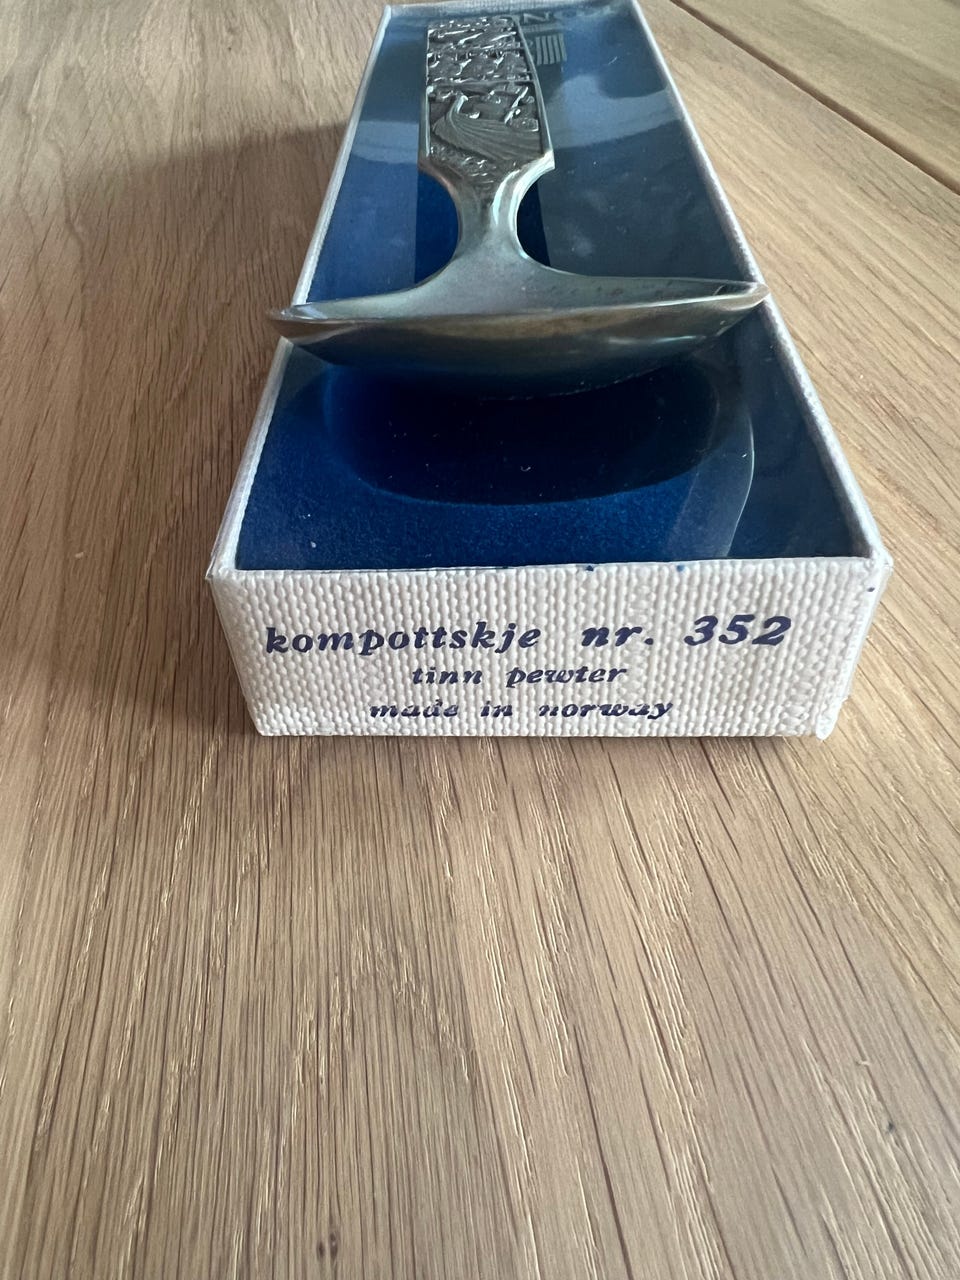 kompottskje nr. 352
tinn pewter
made in norway